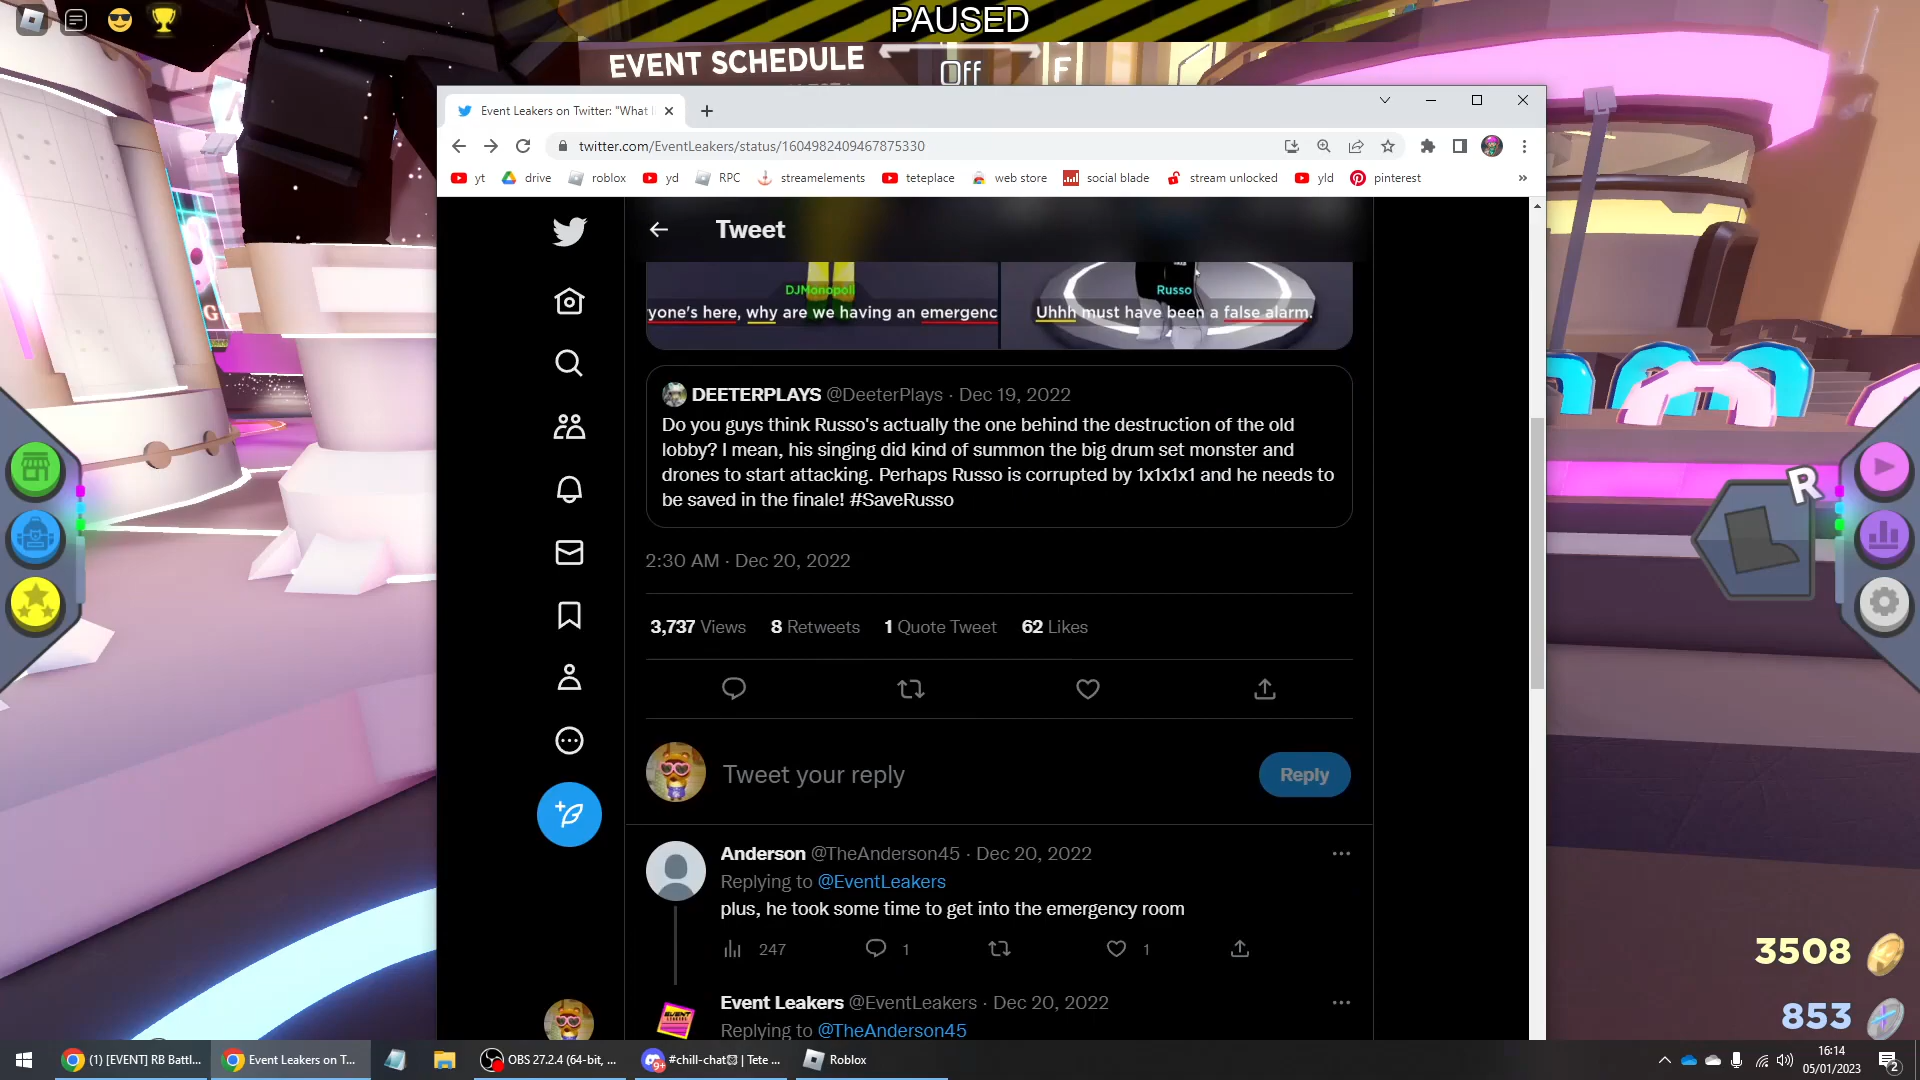 PAUSED
EVENT SCHEDULE
Off
F
Event Leakers on Twitter: "What l
twitter.com/EventLeakers/status/1604982409467875330
yt
drive
roblox
yd
RPC
streamelements
teteplace
web store
social blade
stream unlocked
yld
pinterest
Tweet
DJMonopoli
yone's here, why are we having an emergenc
Russo
Uhhh must have been a false alarm.
DEETERPLAYS @DeeterPlays · Dec 19, 2022
Do you guys think Russo's actually the one behind the destruction of the old
lobby? I mean, his singing did kind of summon the big drum set monster and
drones to start attacking. Perhaps Russo is corrupted by 1x1x1x1 and he needs to
be saved in the finale! #SaveRusso
2:30 AM · Dec 20, 2022
3,737 Views 8 Retweets 1 Quote Tweet 62 Likes
Tweet your reply
Reply
Anderson @TheAnderson45 · Dec 20, 2022
Replying to @EventLeakers
plus, he took some time to get into the emergency room
247
1
1
Event Leakers @EventLeakers · Dec 20, 2022
Replying to @TheAnderson45
R
G
3508
853
(1) [EVENT] RB Battl...
Event Leakers on T...
OBS 27.2.4 (64-bit, ...
9+
#chill-chat | Tete ...
Roblox
16:14
05/01/2023
2